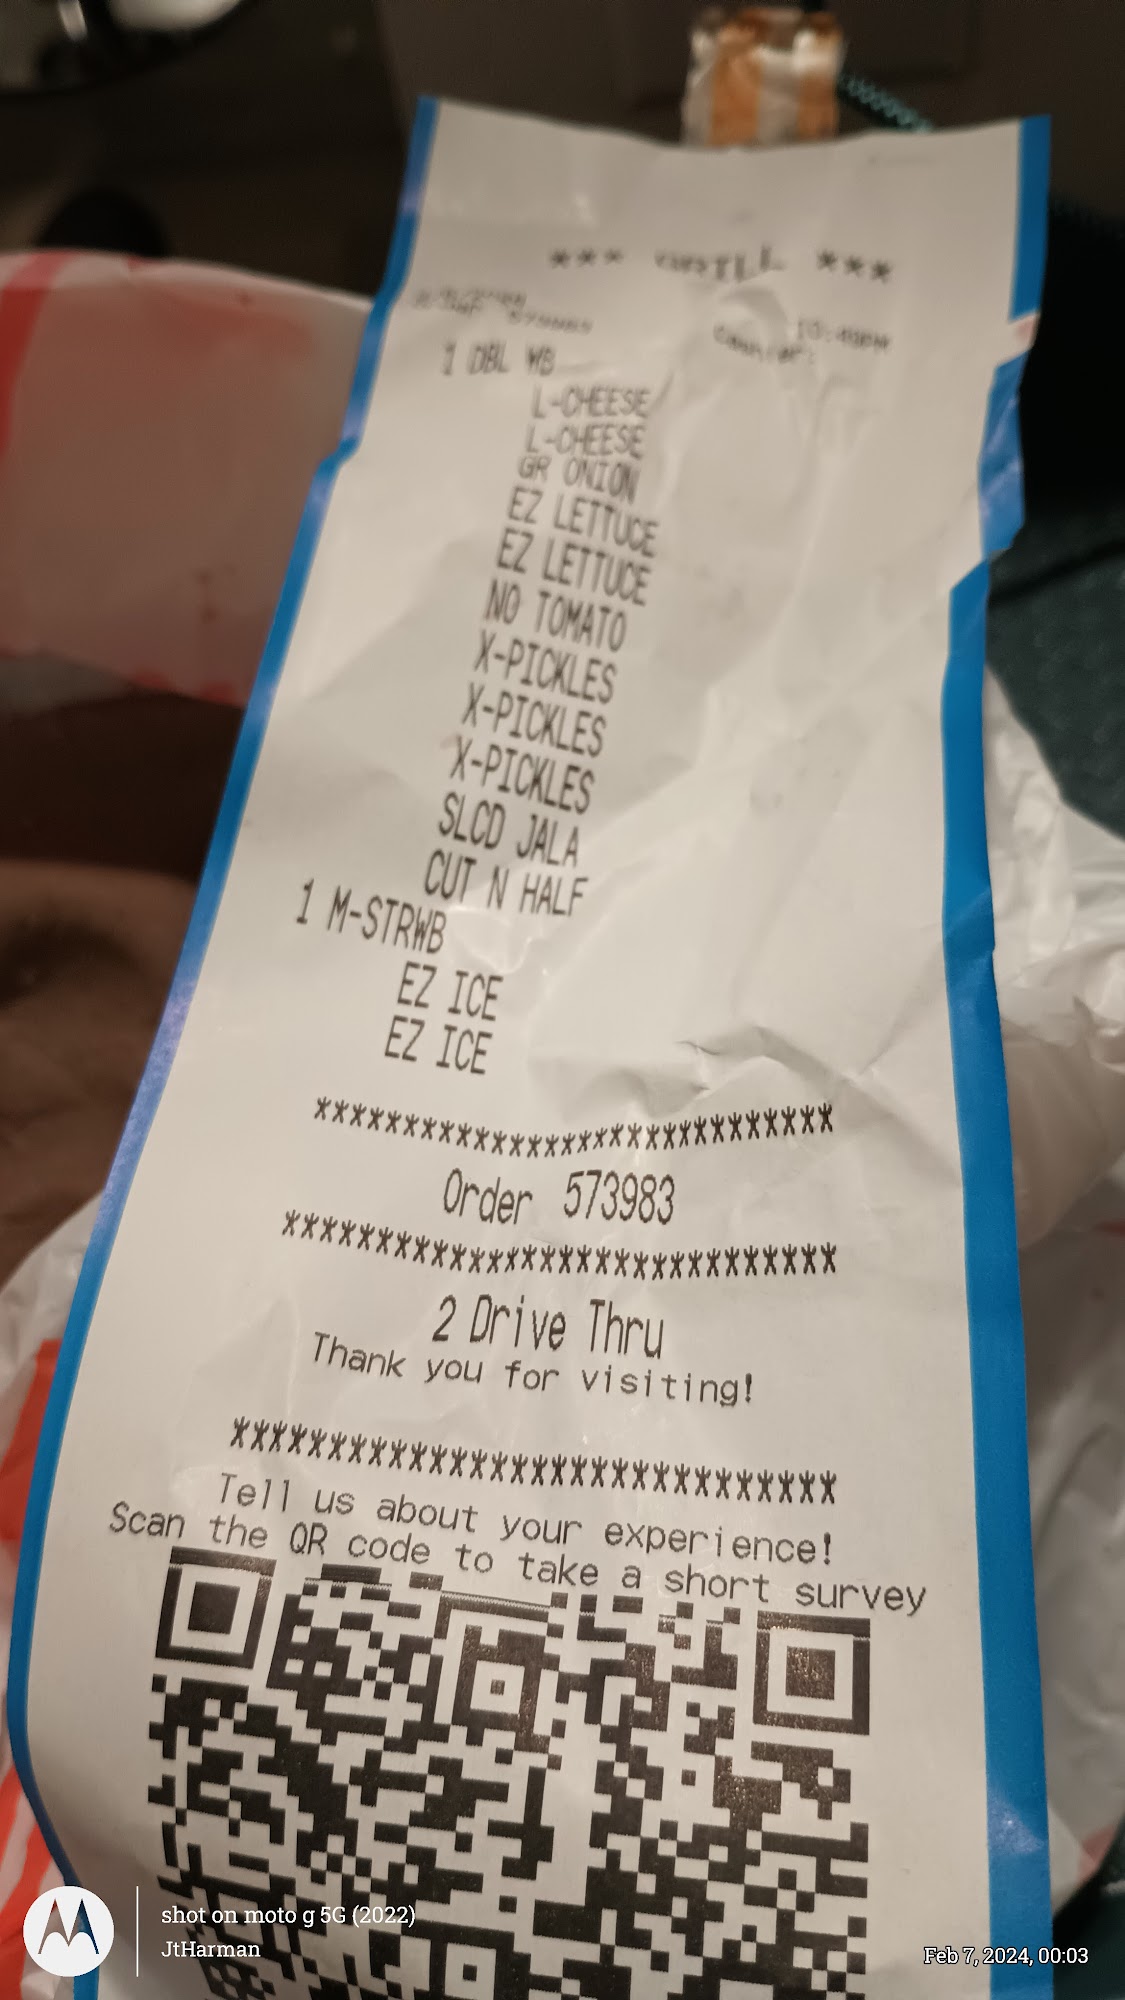 *** GRILL ***
1 DBL WB
L-CHEESE
L-CHEESE
GR ONION
EZ LETTUCE
EZ LETTUCE
NO TOMATO
X-PICKLES
X-PICKLES
X-PICKLES
SLCD JALA
CUT N HALF
1 M-STRWB
EZ ICE
EZ ICE
*****************************
Order 573983
*****************************
2 Drive Thru
Thank you for visiting!
*****************************
Tell us about your experience!
Scan the QR code to take a short survey
shot on moto g 5G (2022)
JtHarman
Feb 7, 2024, 00:03